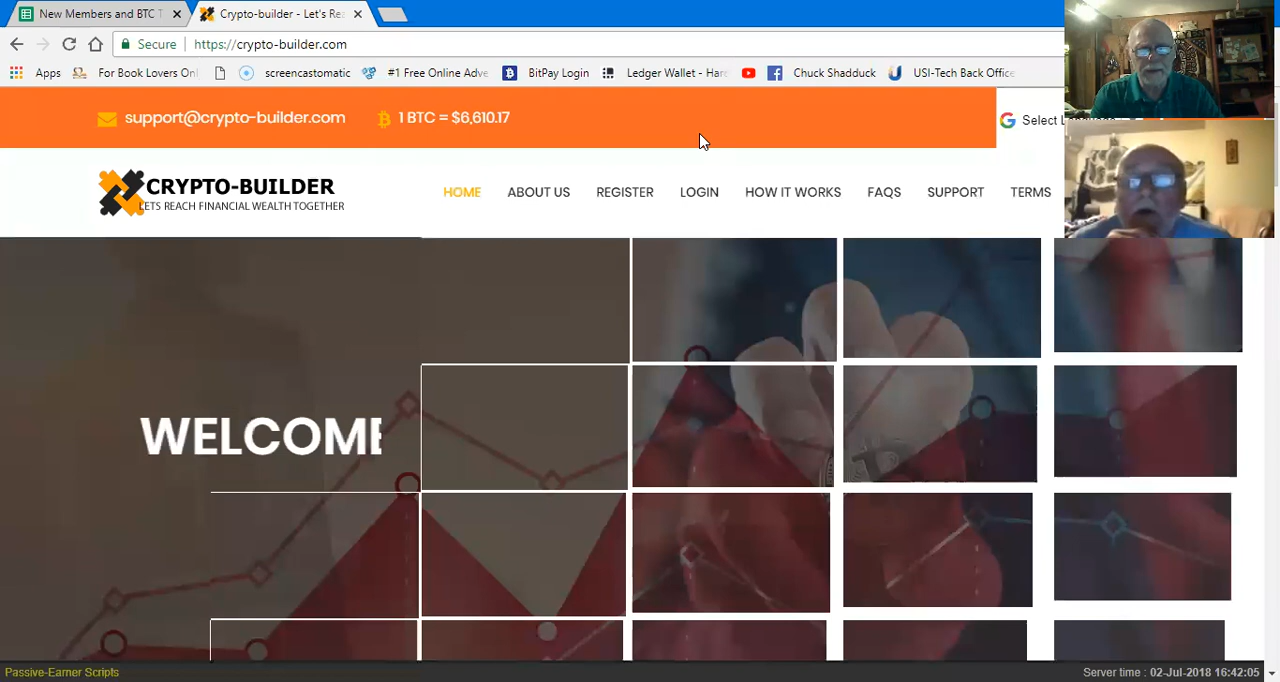 New Members and BTC T
Crypto-builder - Let's Rea
Secure https://crypto-builder.com
Apps For Book Lovers Onl screencastomatic #1 Free Online Adve BitPay Login Ledger Wallet - Har Chuck Shadduck USI-Tech Back Office
support@crypto-builder.com 1 BTC = $6,610.17 Select
CRYPTO-BUILDER
LETS REACH FINANCIAL WEALTH TOGETHER
HOME ABOUT US REGISTER LOGIN HOW IT WORKS FAQS SUPPORT TERMS
WELCOME
Passive-Earner Scripts Server time : 02-Jul-2018 16:42:05